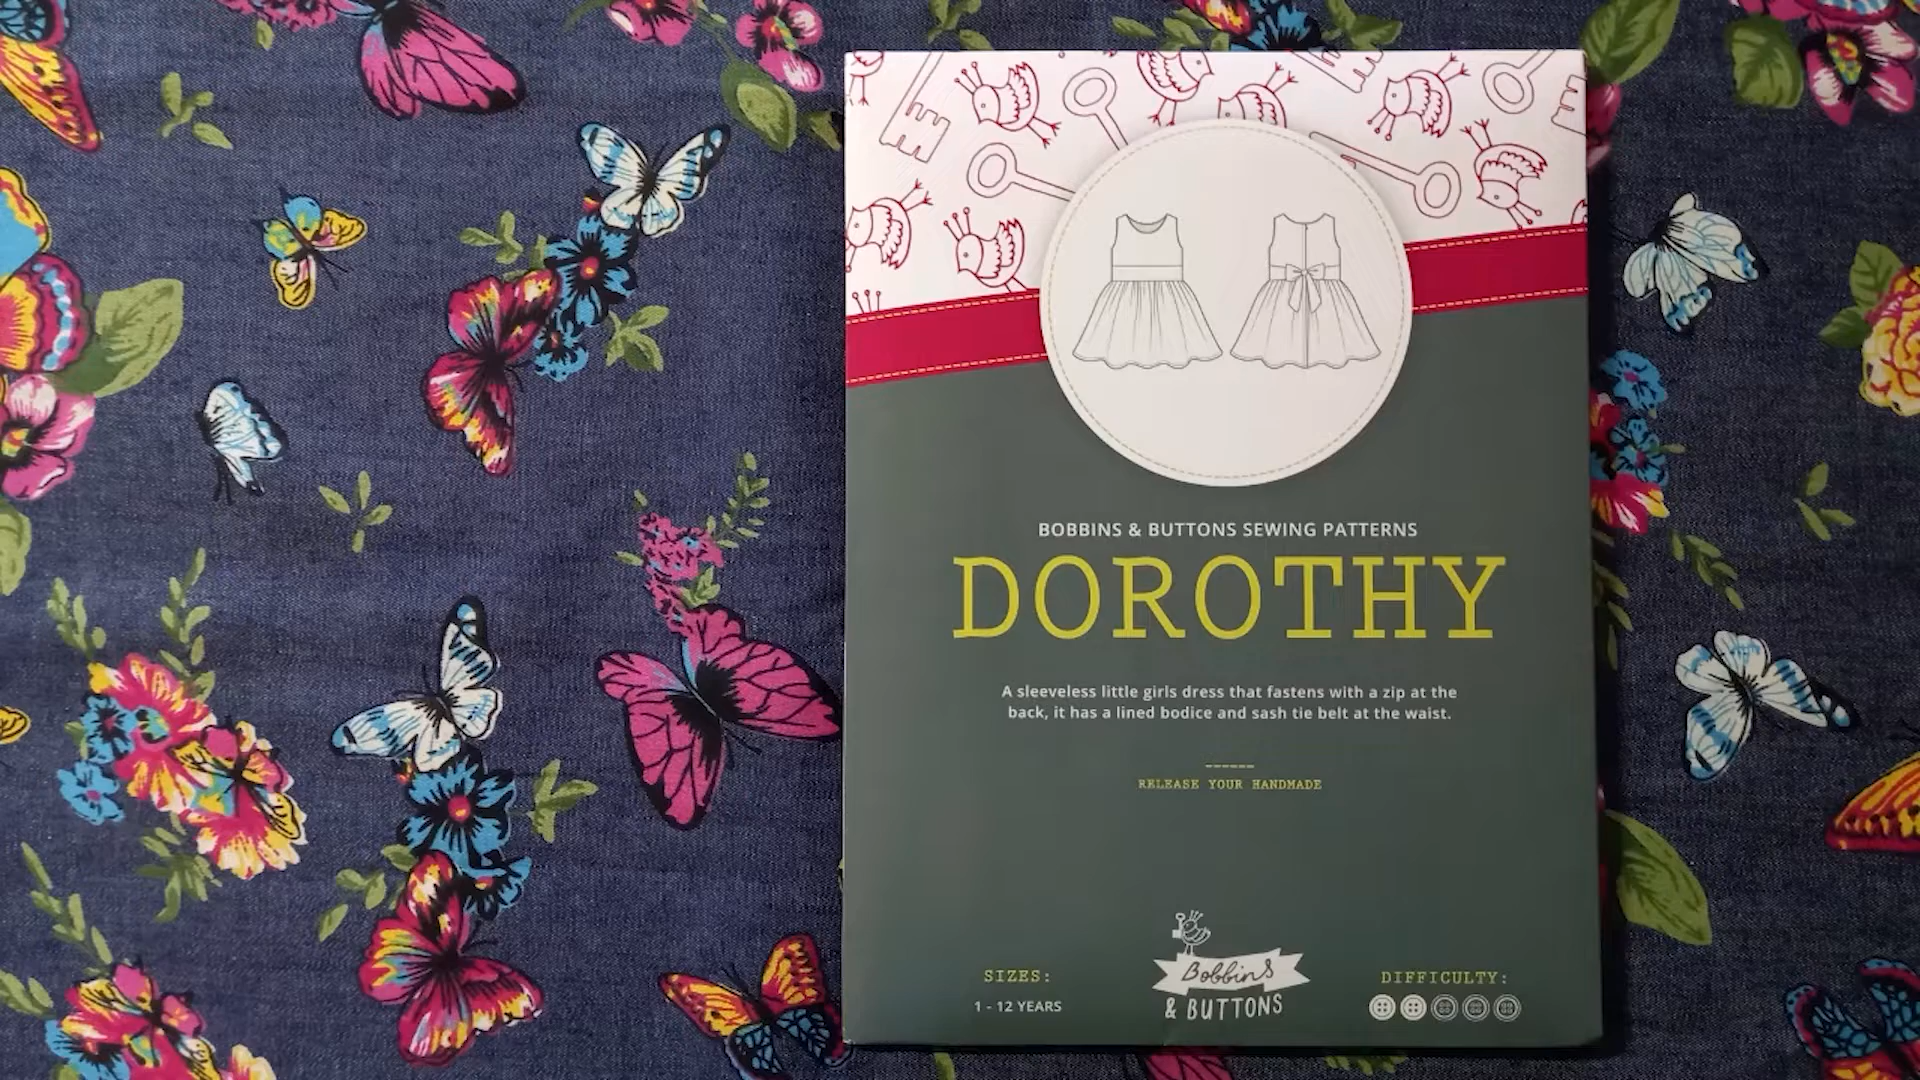 BOBBINS & BUTTONS SEWING PATTERNS
DOROTHY
A sleeveless little girls dress that fastens with a zip at the
back, it has a lined bodice and sash tie belt at the waist.
RELEASE YOUR HANDMADE
SIZES:
1 - 12 YEARS
Bobbins
& BUTTONS
DIFFICULTY: